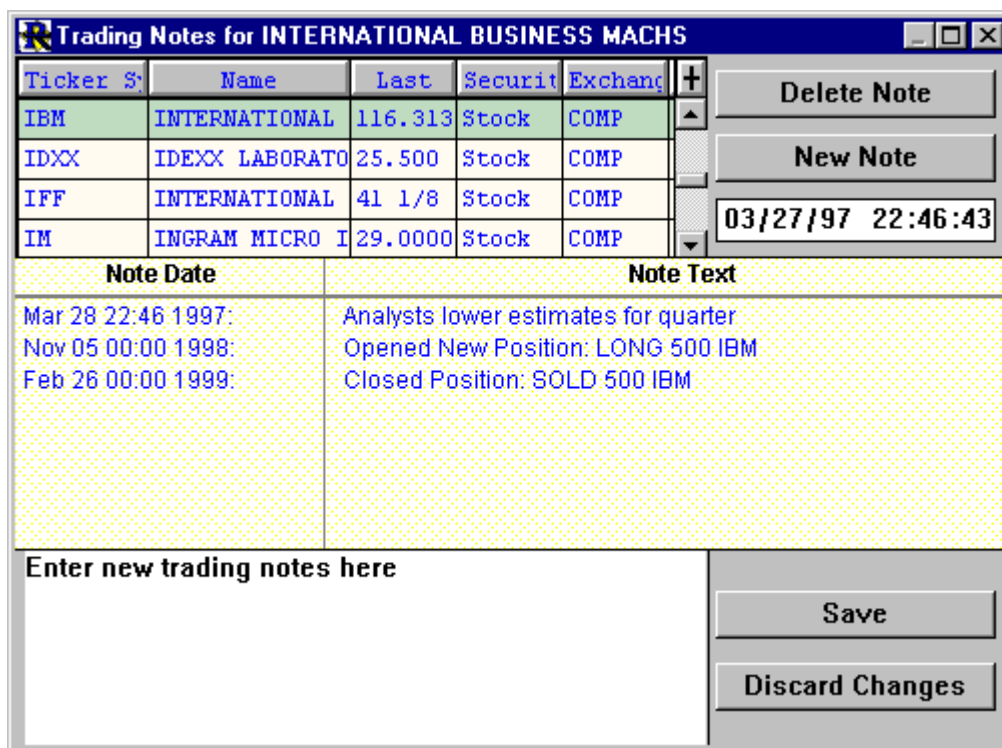 Trading Notes for INTERNATIONAL BUSINESS MACHS
Ticker Sy Name Last Securit Exchang +
IBM INTERNATIONAL 116.313 Stock COMP
IDXX IDEXX LABORATO 25.500 Stock COMP
IFF INTERNATIONAL 41 1/8 Stock COMP
IM INGRAM MICRO I 29.0000 Stock COMP
Delete Note
New Note
03/27/97 22:46:43
Note Date Note Text
Mar 28 22:46 1997: Analysts lower estimates for quarter
Nov 05 00:00 1998: Opened New Position: LONG 500 IBM
Feb 26 00:00 1999: Closed Position: SOLD 500 IBM
Enter new trading notes here
Save
Discard Changes